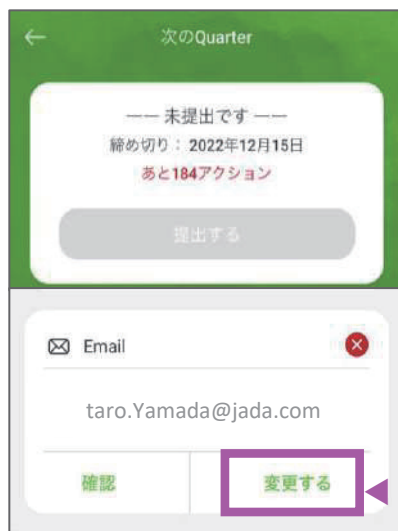 次のQuarter
—— 未提出です ——
締め切り： 2022年12月15日
あと184アクション
提出する
Email
taro.Yamada@jada.com
確認
変更する